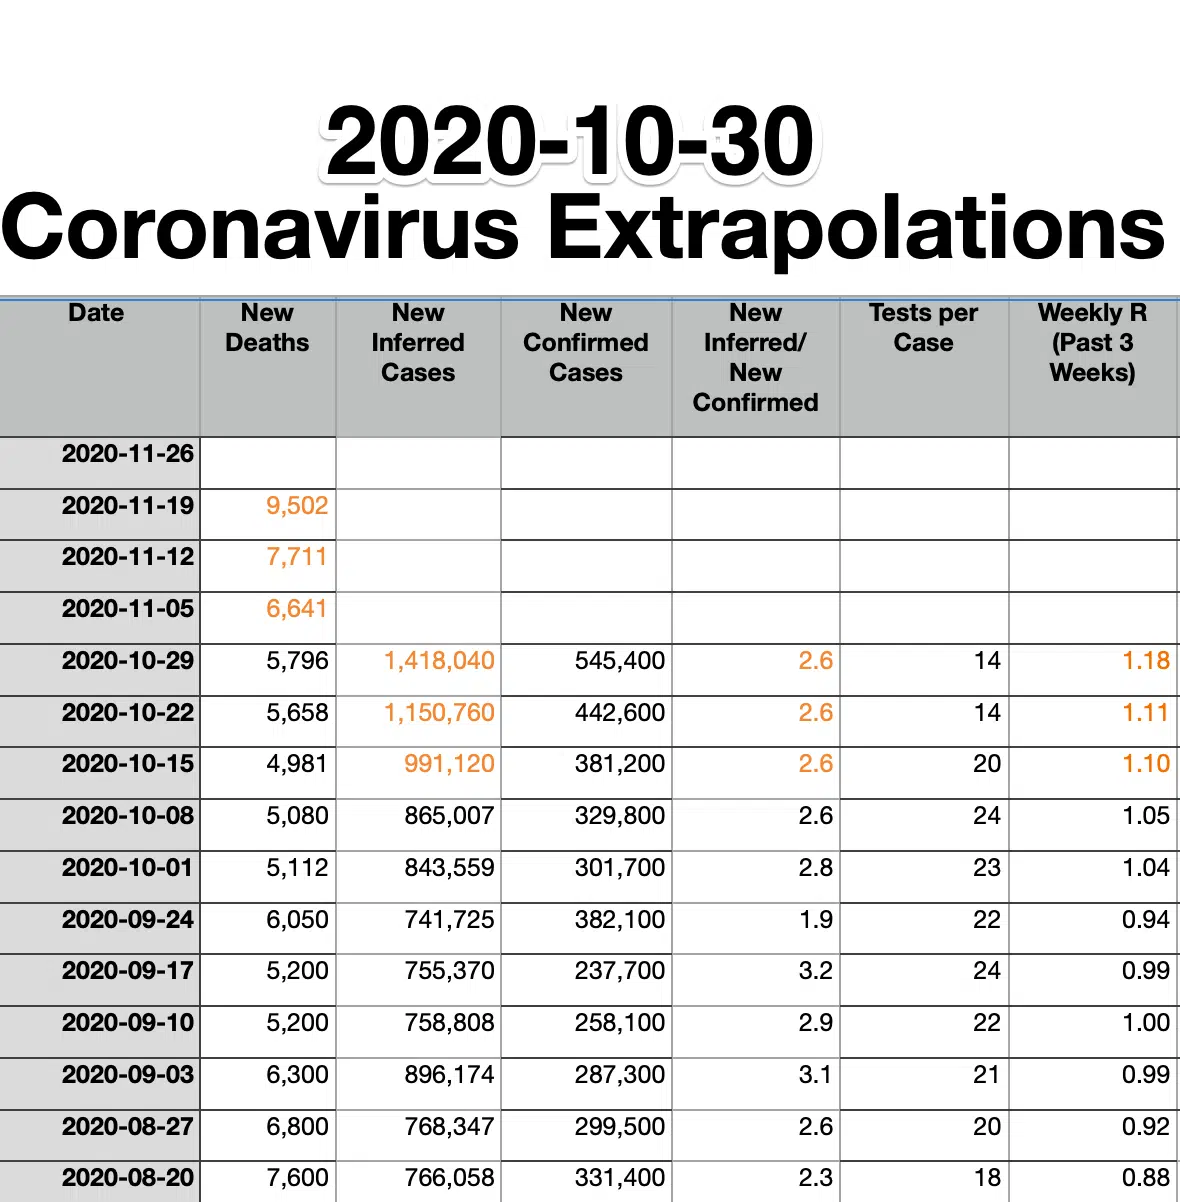 2020-10-30
Coronavirus Extrapolations
Date New Deaths New Inferred Cases New Confirmed Cases New Inferred/ New Confirmed Tests per Case Weekly R (Past 3 Weeks)
2020-11-26
2020-11-19 9,502
2020-11-12 7,711
2020-11-05 6,641
2020-10-29 5,796 1,418,040 545,400 2.6 14 1.18
2020-10-22 5,658 1,150,760 442,600 2.6 14 1.11
2020-10-15 4,981 991,120 381,200 2.6 20 1.10
2020-10-08 5,080 865,007 329,800 2.6 24 1.05
2020-10-01 5,112 843,559 301,700 2.8 23 1.04
2020-09-24 6,050 741,725 382,100 1.9 22 0.94
2020-09-17 5,200 755,370 237,700 3.2 24 0.99
2020-09-10 5,200 758,808 258,100 2.9 22 1.00
2020-09-03 6,300 896,174 287,300 3.1 21 0.99
2020-08-27 6,800 768,347 299,500 2.6 20 0.92
2020-08-20 7,600 766,058 331,400 2.3 18 0.88